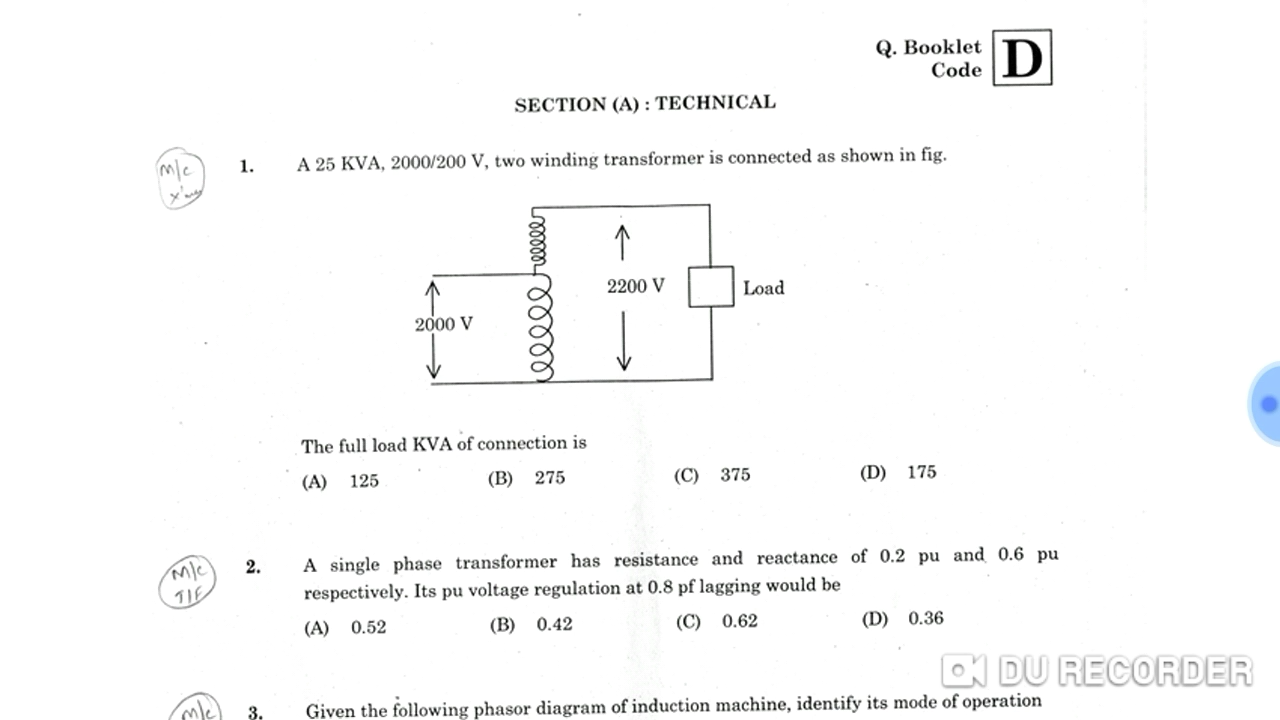 Q. Booklet
Code
D
SECTION (A) : TECHNICAL
M/c
1. A 25 KVA, 2000/200 V, two winding transformer is connected as shown in fig.
2200 V
Load
2000 V
The full load KVA of connection is
(A) 125 (B) 275 (C) 375 (D) 175
M/c
2. A single phase transformer has resistance and reactance of 0.2 pu and 0.6 pu
respectively. Its pu voltage regulation at 0.8 pf lagging would be
(A) 0.52 (B) 0.42 (C) 0.62 (D) 0.36
DU RECORDER
M/c
3. Given the following phasor diagram of induction machine, identify its mode of operation